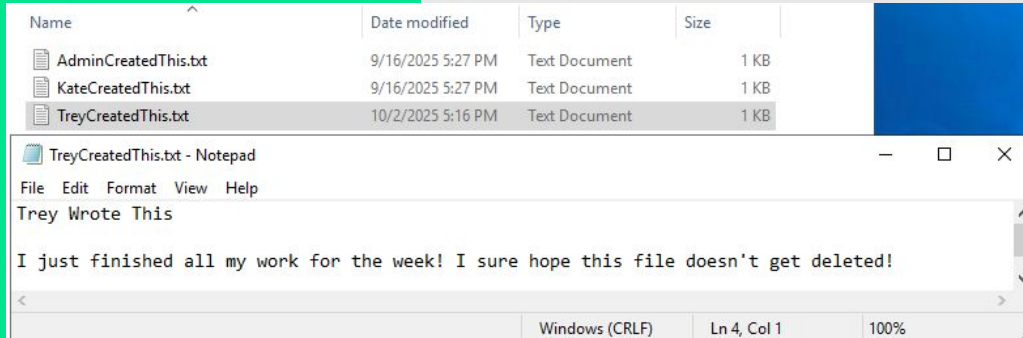 Name Date modified Type Size
AdminCreatedThis.txt 9/16/2025 5:27 PM Text Document 1 KB
KateCreatedThis.txt 9/16/2025 5:27 PM Text Document 1 KB
TreyCreatedThis.txt 10/2/2025 5:16 PM Text Document 1 KB
TreyCreatedThis.txt - Notepad
File Edit Format View Help
Trey Wrote This
I just finished all my work for the week! I sure hope this file doesn't get deleted!
Windows (CRLF) Ln 4, Col 1 100%